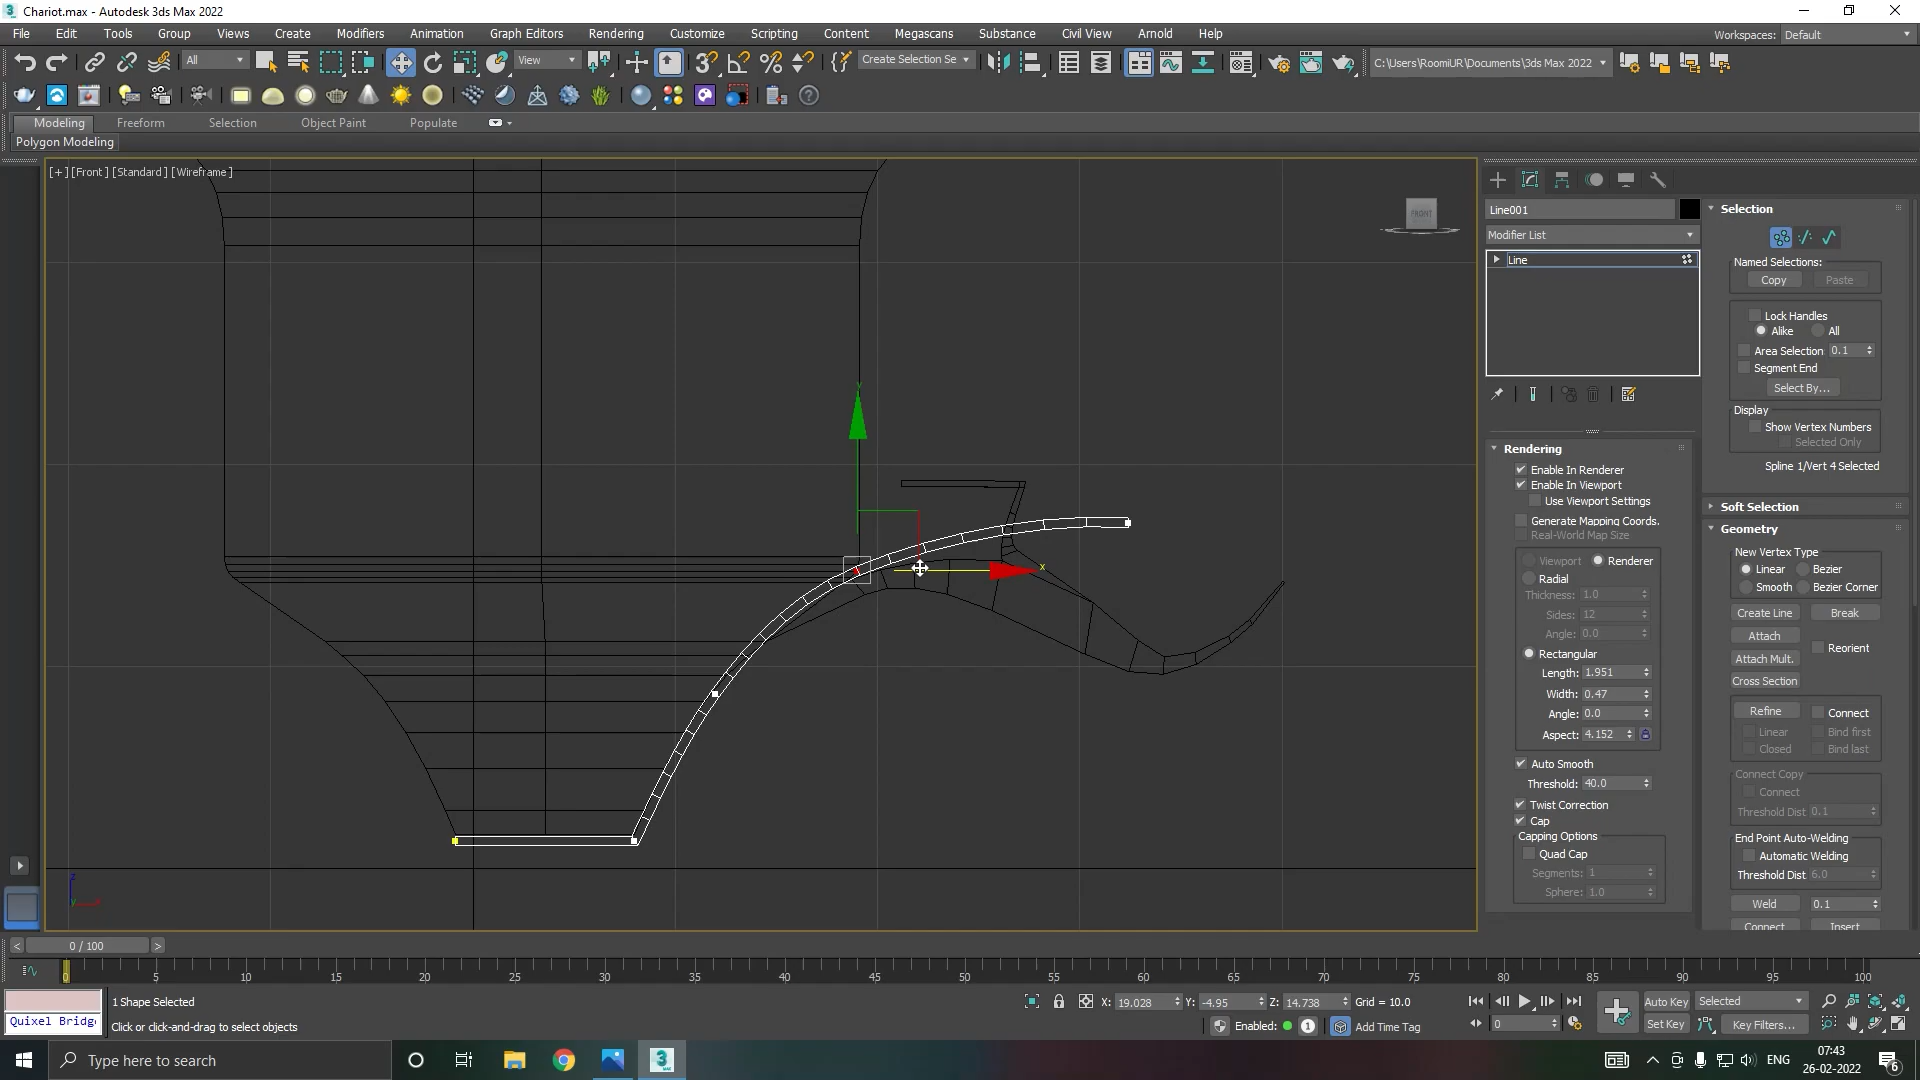 Chariot.max - Autodesk 3ds Max 2022
File Edit Tools Group Views Create Modifiers Animation Graph Editors Rendering Customize Scripting Content Megascans Substance Civil View Arnold Help
Workspaces: Default
All
View
Create Selection Se
C:\Users\RoomiUR\Documents\3ds Max 2022
Modeling Freeform Selection Object Paint Populate
Polygon Modeling
[+] [Front] [Standard] [Wireframe]
FRONT
y
x
z
Line001
Modifier List
Line
Rendering
Enable In Renderer
Enable In Viewport
Use Viewport Settings
Generate Mapping Coords.
Real-World Map Size
Viewport Renderer
Radial
Thickness: 1.0
Sides: 12
Angle: 0.0
Rectangular
Length: 1.951
Width: 0.47
Angle: 0.0
Aspect: 4.152
Auto Smooth
Threshold: 40.0
Twist Correction
Cap
Capping Options
Quad Cap
Segments: 1
Sphere: 1.0
Selection
Named Selections:
Copy Paste
Lock Handles
Alike All
Area Selection 0.1
Segment End
Select By...
Display
Show Vertex Numbers
Selected Only
Spline 1/Vert 4 Selected
Soft Selection
Geometry
New Vertex Type
Linear Bezier
Smooth Bezier Corner
Create Line Break
Attach
Reorient
Attach Mult.
Cross Section
Refine Connect
Linear Bind first
Closed Bind last
Connect Copy
Connect
Threshold Dist 0.1
End Point Auto-Welding
Automatic Welding
Threshold Dist 6.0
Weld 0.1
Connect Insert
< 0 / 100 >
0 5 10 15 20 25 30 35 40 45 50 55 60 65 70 75 80 85 90 95 100
1 Shape Selected
X: 19.028 Y: -4.95 Z: 14.738 Grid = 10.0
Auto Key Selected
Quixel Bridg
Click or click-and-drag to select objects
Enabled: 1 Add Time Tag
0
Set Key Key Filters...
Type here to search
3
MAX
ENG
07:43
26-02-2022
6